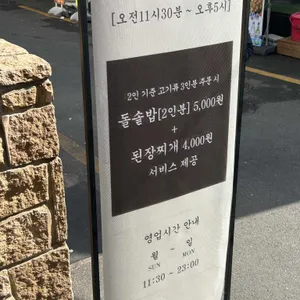 [오전11시30분 ~ 오후5시]
2인 기준 고기류 3인분 주문 시
돌솥밥[2인분] 5,000원
+
된장찌개 4,000원
서비스 제공
영업시간 안내
월 ~ 일
SUN MON
11:30 ~ 23:00